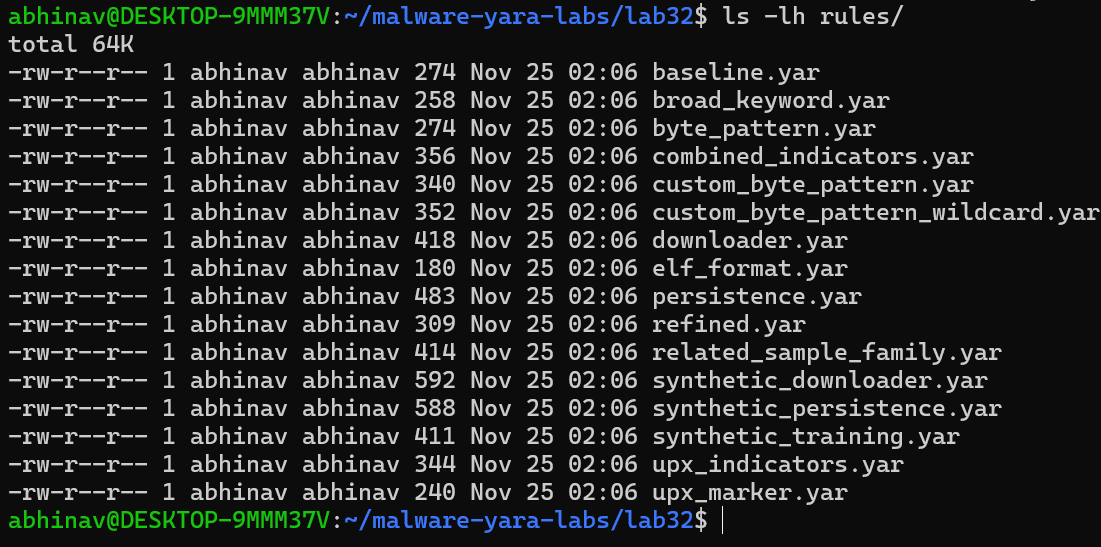 abhinav@DESKTOP-9MMM37V:~/malware-yara-labs/lab32$ ls -lh rules/
total 64K
-rw-r--r-- 1 abhinav abhinav 274 Nov 25 02:06 baseline.yar
-rw-r--r-- 1 abhinav abhinav 258 Nov 25 02:06 broad_keyword.yar
-rw-r--r-- 1 abhinav abhinav 274 Nov 25 02:06 byte_pattern.yar
-rw-r--r-- 1 abhinav abhinav 356 Nov 25 02:06 combined_indicators.yar
-rw-r--r-- 1 abhinav abhinav 340 Nov 25 02:06 custom_byte_pattern.yar
-rw-r--r-- 1 abhinav abhinav 352 Nov 25 02:06 custom_byte_pattern_wildcard.yar
-rw-r--r-- 1 abhinav abhinav 418 Nov 25 02:06 downloader.yar
-rw-r--r-- 1 abhinav abhinav 180 Nov 25 02:06 elf_format.yar
-rw-r--r-- 1 abhinav abhinav 483 Nov 25 02:06 persistence.yar
-rw-r--r-- 1 abhinav abhinav 309 Nov 25 02:06 refined.yar
-rw-r--r-- 1 abhinav abhinav 414 Nov 25 02:06 related_sample_family.yar
-rw-r--r-- 1 abhinav abhinav 592 Nov 25 02:06 synthetic_downloader.yar
-rw-r--r-- 1 abhinav abhinav 588 Nov 25 02:06 synthetic_persistence.yar
-rw-r--r-- 1 abhinav abhinav 411 Nov 25 02:06 synthetic_training.yar
-rw-r--r-- 1 abhinav abhinav 344 Nov 25 02:06 upx_indicators.yar
-rw-r--r-- 1 abhinav abhinav 240 Nov 25 02:06 upx_marker.yar
abhinav@DESKTOP-9MMM37V:~/malware-yara-labs/lab32$